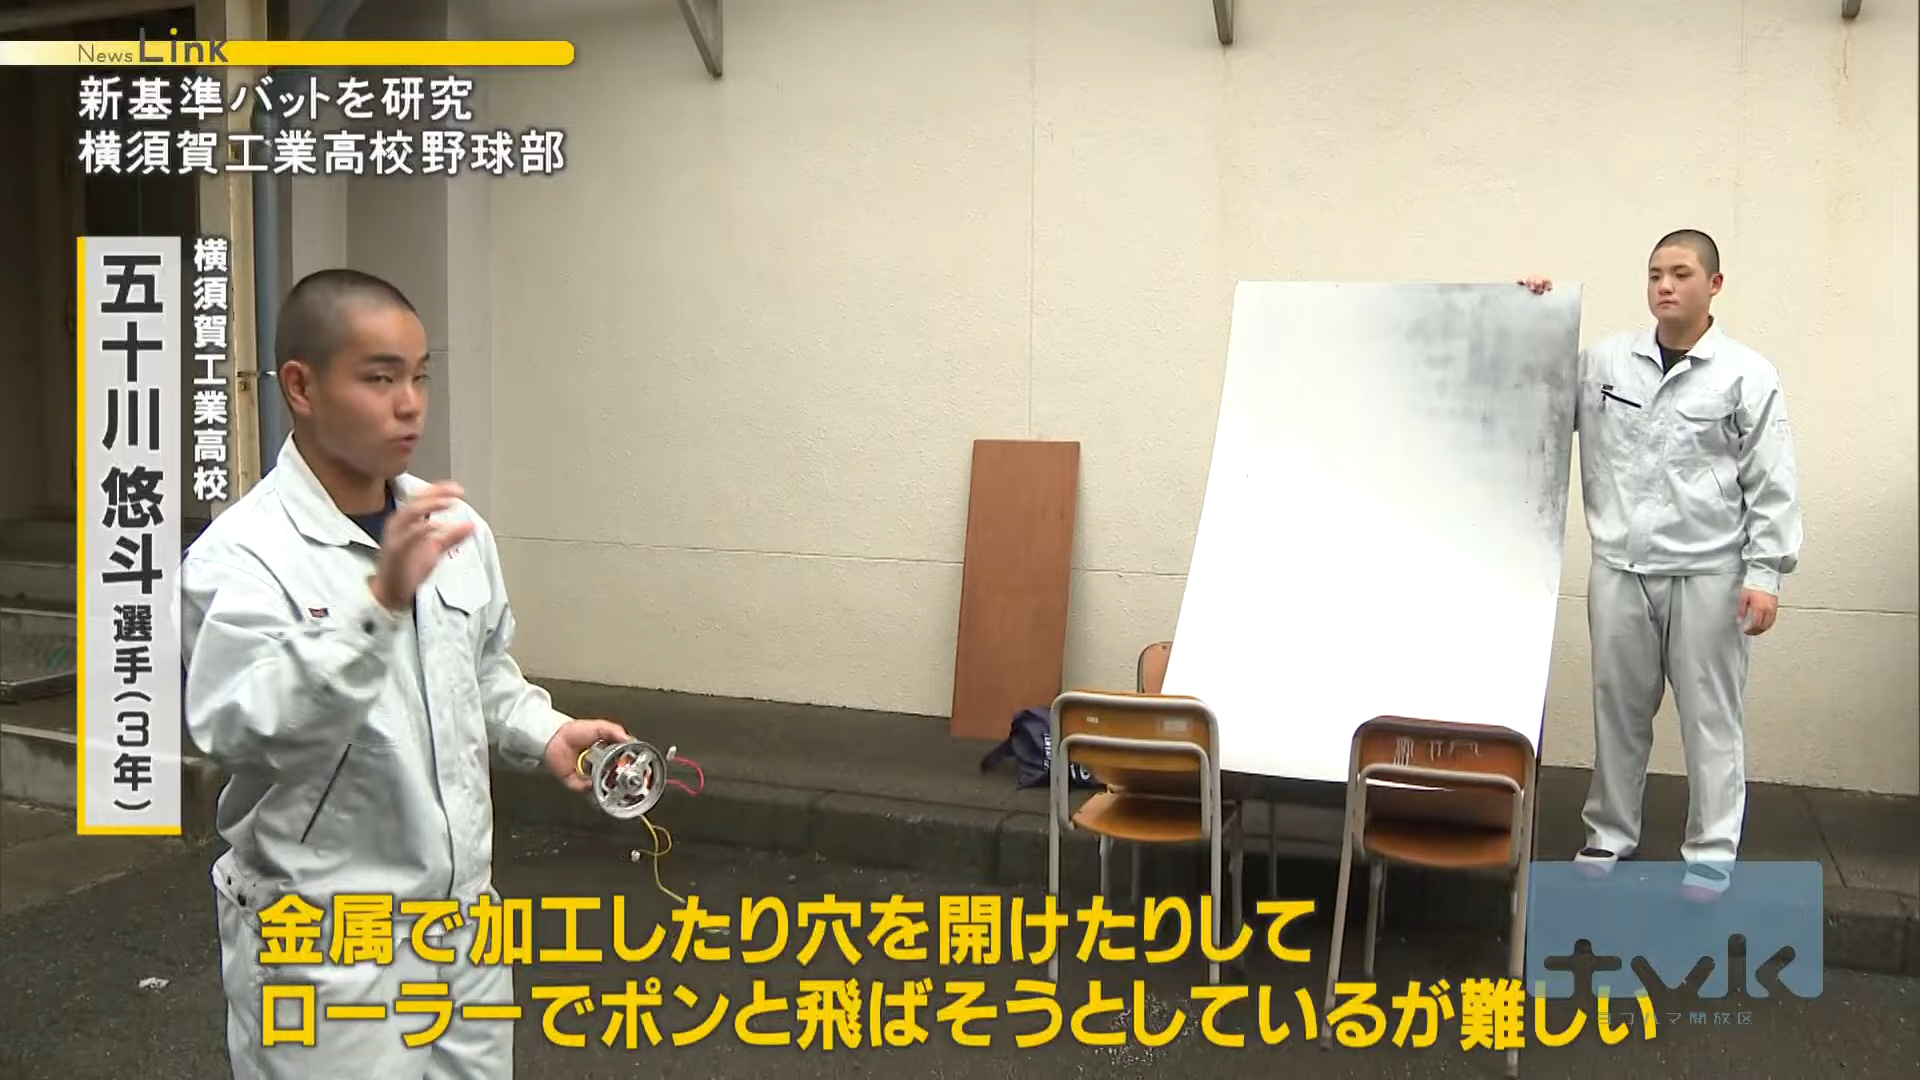 News Link
新基準バットを研究
横須賀工業高校野球部
横須賀工業高校
五十川悠斗選手(3年)
金属で加工したり穴を開けたりして
ローラーでポンと飛ばそうとしているが難しい
tvk
ヨコハマ開放区